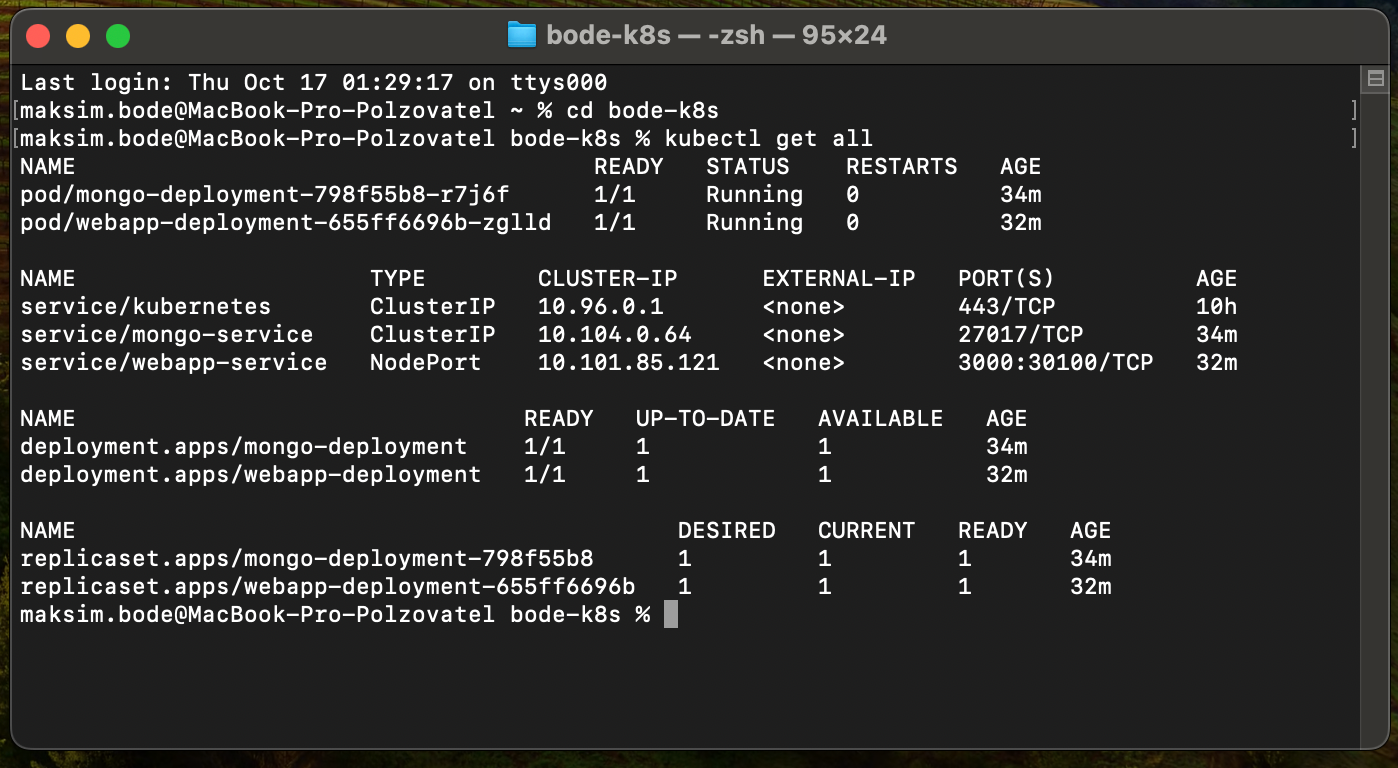 bode-k8s — -zsh — 95×24
Last login: Thu Oct 17 01:29:17 on ttys000
[maksim.bode@MacBook-Pro-Polzovatel ~ % cd bode-k8s ]
[maksim.bode@MacBook-Pro-Polzovatel bode-k8s % kubectl get all ]
NAME                                     READY   STATUS    RESTARTS   AGE
pod/mongo-deployment-798f55b8-r7j6f      1/1     Running   0          34m
pod/webapp-deployment-655ff6696b-zglld   1/1     Running   0          32m

NAME                     TYPE        CLUSTER-IP      EXTERNAL-IP   PORT(S)          AGE
service/kubernetes       ClusterIP   10.96.0.1       <none>        443/TCP          10h
service/mongo-service    ClusterIP   10.104.0.64     <none>        27017/TCP        34m
service/webapp-service   NodePort    10.101.85.121   <none>        3000:30100/TCP   32m

NAME                                READY   UP-TO-DATE   AVAILABLE   AGE
deployment.apps/mongo-deployment    1/1     1            1           34m
deployment.apps/webapp-deployment   1/1     1            1           32m

NAME                                           DESIRED   CURRENT   READY   AGE
replicaset.apps/mongo-deployment-798f55b8      1         1         1       34m
replicaset.apps/webapp-deployment-655ff6696b   1         1         1       32m
maksim.bode@MacBook-Pro-Polzovatel bode-k8s %